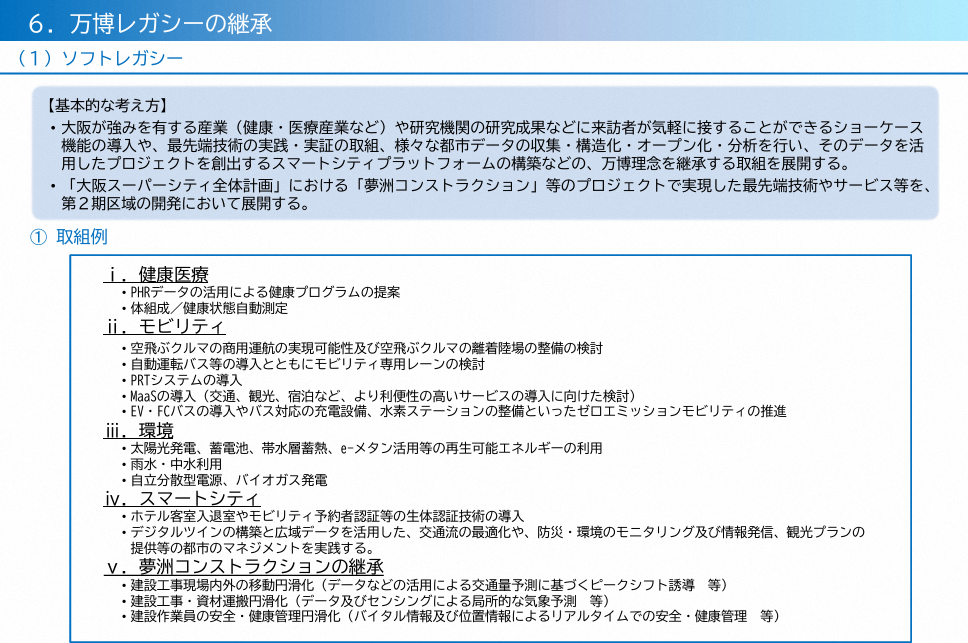 ６．万博レガシーの継承
（１）ソフトレガシー
【基本的な考え方】
・大阪が強みを有する産業（健康・医療産業など）や研究機関の研究成果などに来訪者が気軽に接することができるショーケース
機能の導入や、最先端技術の実践・実証の取組、様々な都市データの収集・構造化・オープン化・分析を行い、そのデータを活
用したプロジェクトを創出するスマートシティプラットフォームの構築などの、万博理念を継承する取組を展開する。
・「大阪スーパーシティ全体計画」における「夢洲コンストラクション」等のプロジェクトで実現した最先端技術やサービス等を、
第２期区域の開発において展開する。
① 取組例
ⅰ．健康医療
・PHRデータの活用による健康プログラムの提案
・体組成／健康状態自動測定
ⅱ．モビリティ
・空飛ぶクルマの商用運航の実現可能性及び空飛ぶクルマの離着陸場の整備の検討
・自動運転バス等の導入とともにモビリティ専用レーンの検討
・PRTシステムの導入
・MaaSの導入（交通、観光、宿泊など、より利便性の高いサービスの導入に向けた検討）
・EV・FCバスの導入やバス対応の充電設備、水素ステーションの整備といったゼロエミッションモビリティの推進
ⅲ．環境
・太陽光発電、蓄電池、帯水層蓄熱、e-メタン活用等の再生可能エネルギーの利用
・雨水・中水利用
・自立分散型電源、バイオガス発電
ⅳ．スマートシティ
・ホテル客室入退室やモビリティ予約者認証等の生体認証技術の導入
・デジタルツインの構築と広域データを活用した、交通流の最適化や、防災・環境のモニタリング及び情報発信、観光プランの
提供等の都市のマネジメントを実践する。
ⅴ．夢洲コンストラクションの継承
・建設工事現場内外の移動円滑化（データなどの活用による交通量予測に基づくピークシフト誘導　等）
・建設工事・資材運搬円滑化（データ及びセンシングによる局所的な気象予測　等）
・建設作業員の安全・健康管理円滑化（バイタル情報及び位置情報によるリアルタイムでの安全・健康管理　等）